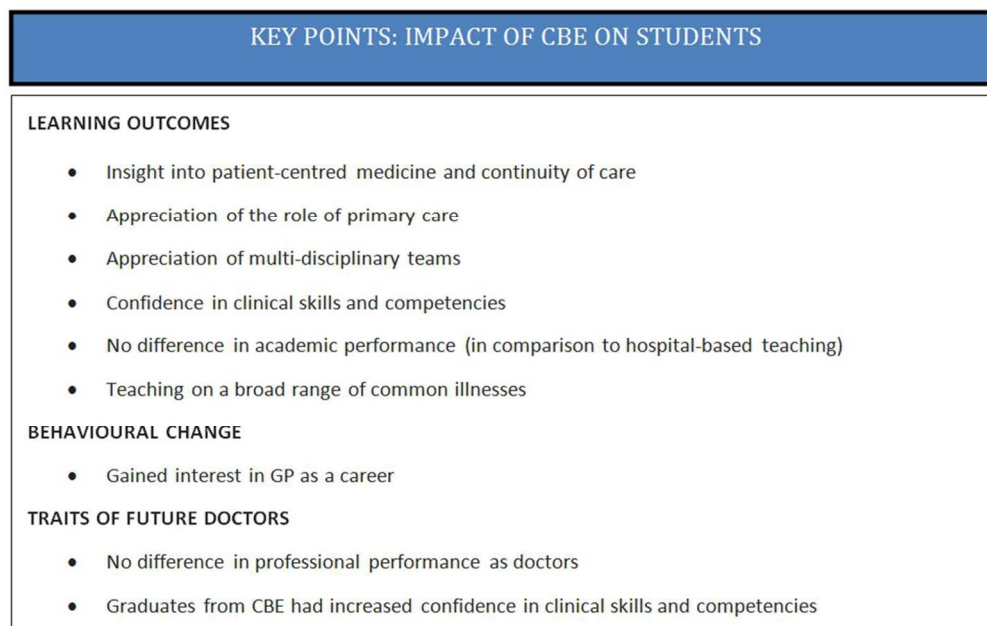 KEY POINTS: IMPACT OF CBE ON STUDENTS
LEARNING OUTCOMES
• Insight into patient-centred medicine and continuity of care
• Appreciation of the role of primary care
• Appreciation of multi-disciplinary teams
• Confidence in clinical skills and competencies
• No difference in academic performance (in comparison to hospital-based teaching)
• Teaching on a broad range of common illnesses
BEHAVIOURAL CHANGE
• Gained interest in GP as a career
TRAITS OF FUTURE DOCTORS
• No difference in professional performance as doctors
• Graduates from CBE had increased confidence in clinical skills and competencies